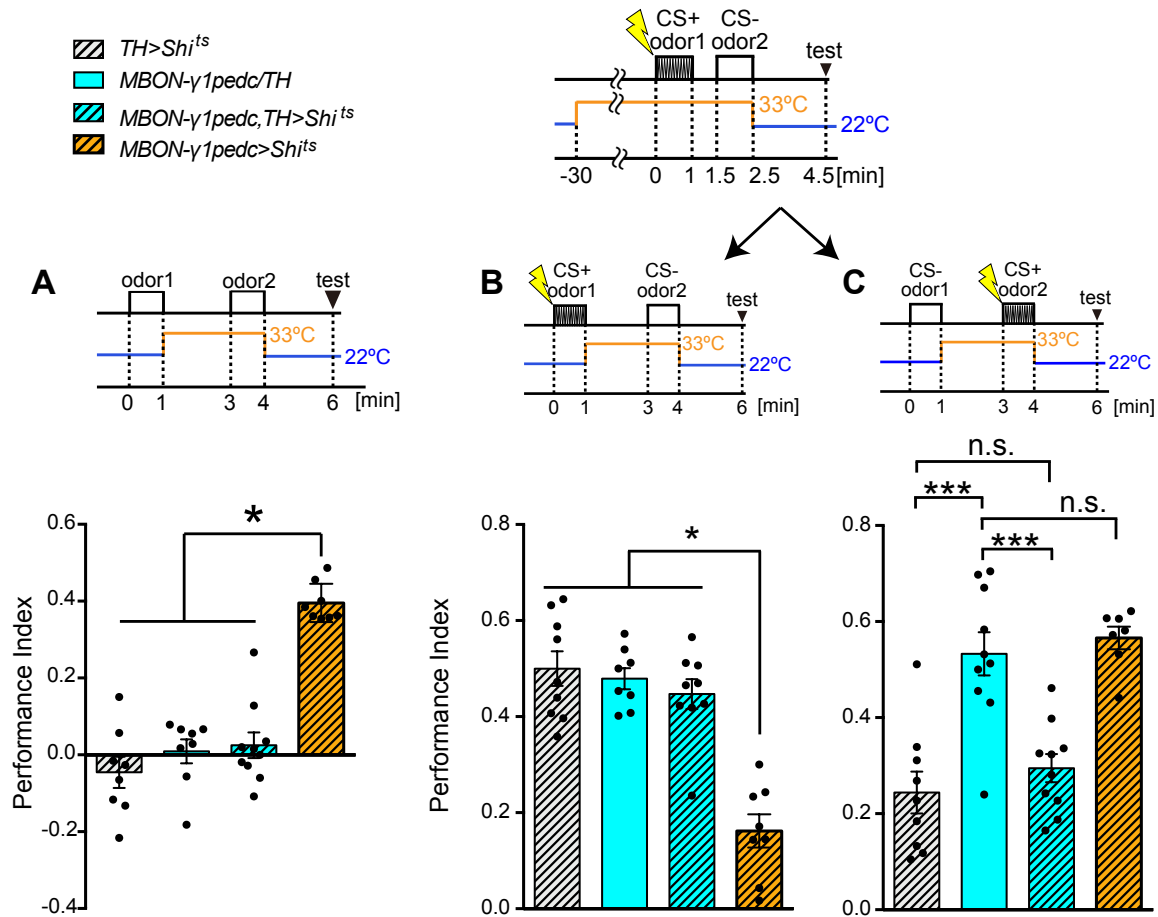 TH>Shi^ts
MBON-γ1pedc/TH
MBON-γ1pedc,TH>Shi^ts
MBON-γ1pedc>Shi^ts
CS+ CS-
odor1 odor2
test
33ºC
22ºC
-30 0 1 1.5 2.5 4.5 [min]
A
odor1 odor2 test
33ºC
22ºC
0 1 3 4 6 [min]
B
CS+ CS-
odor1 odor2
test
33ºC
22ºC
0 1 3 4 6 [min]
C
CS- CS+
odor1 odor2
test
33ºC
22ºC
0 1 3 4 6 [min]
Performance Index
0.6
0.4
0.2
0.0
-0.2
-0.4
*
Performance Index
0.8
0.6
0.4
0.2
0.0
*
0.8
0.6
0.4
0.2
0.0
n.s.
***
n.s.
***